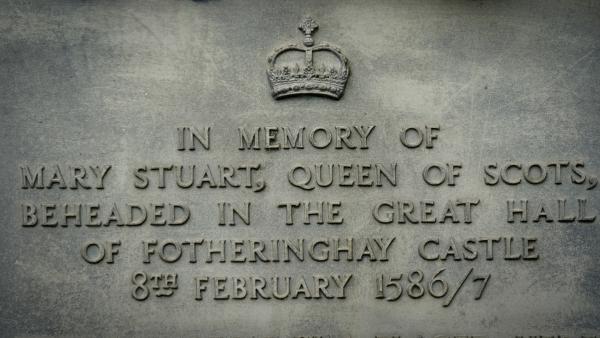 IN MEMORY OF
MARY STUART, QUEEN OF SCOTS,
BEHEADED IN THE GREAT HALL
OF FOTHERINGHAY CASTLE
8TH FEBRUARY 1586/7